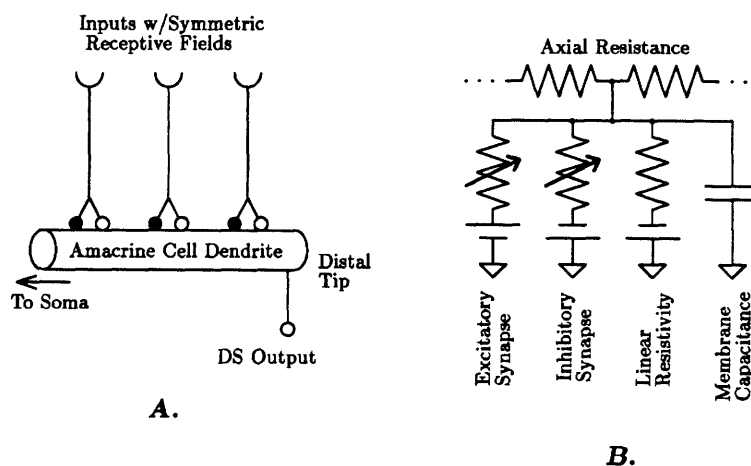 Inputs w/Symmetric
Receptive Fields
Amacrine Cell Dendrite
Distal
Tip
To Soma
DS Output
A.
Axial Resistance
Excitatory
Synapse
Inhibitory
Synapse
Linear
Resistivity
Membrane
Capacitance
B.